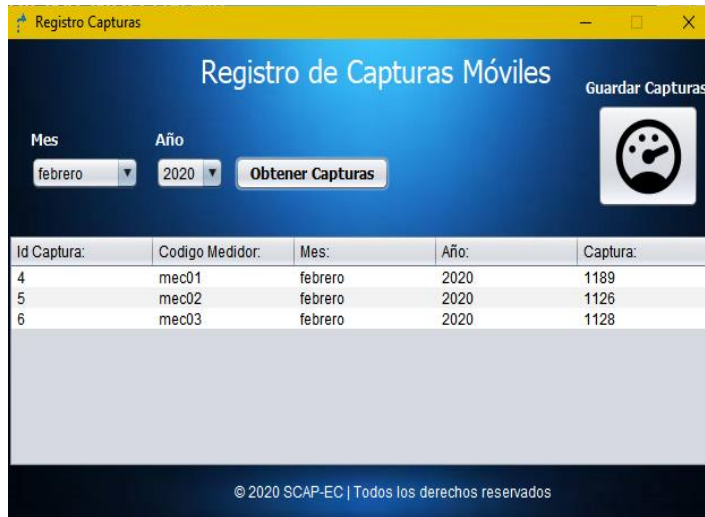 Registro Capturas
Registro de Capturas Móviles
Guardar Capturas
Mes
Año
febrero
2020
Obtener Capturas
Id Captura: Codigo Medidor: Mes: Año: Captura:
4 mec01 febrero 2020 1189
5 mec02 febrero 2020 1126
6 mec03 febrero 2020 1128
© 2020 SCAP-EC | Todos los derechos reservados